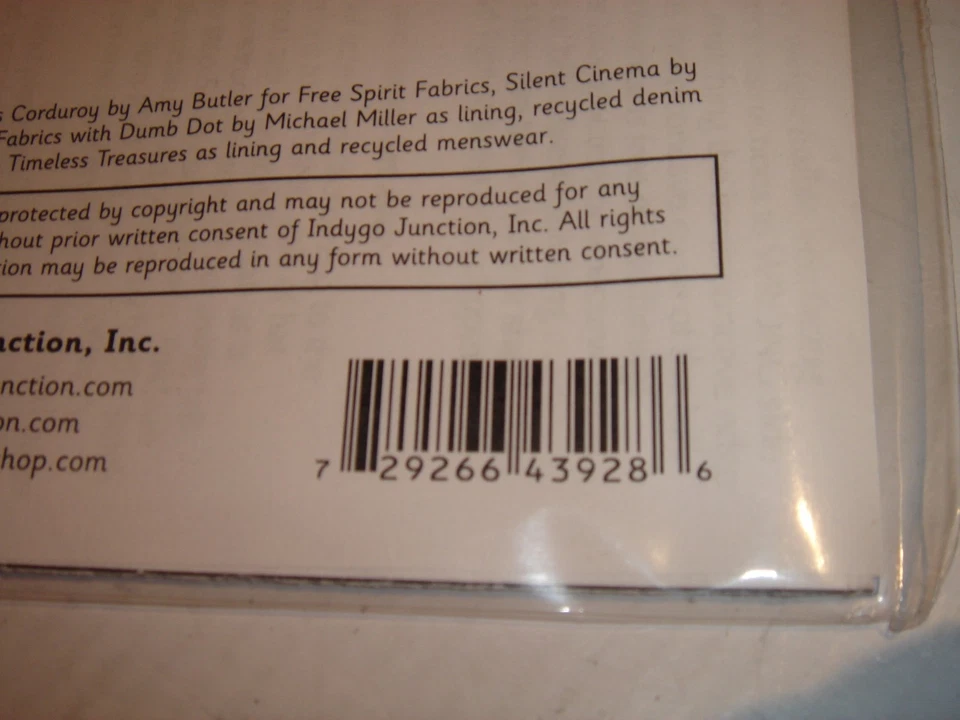 Corduroy by Amy Butler for Free Spirit Fabrics, Silent Cinema by
Fabrics with Dumb Dot by Michael Miller as lining, recycled denim
Timeless Treasures as lining and recycled menswear.
protected by copyright and may not be reproduced for any
hout prior written consent of Indygo Junction, Inc. All rights
ion may be reproduced in any form without written consent.
ction, Inc.
nction.com
on.com
hop.com
7 29266 43928 6